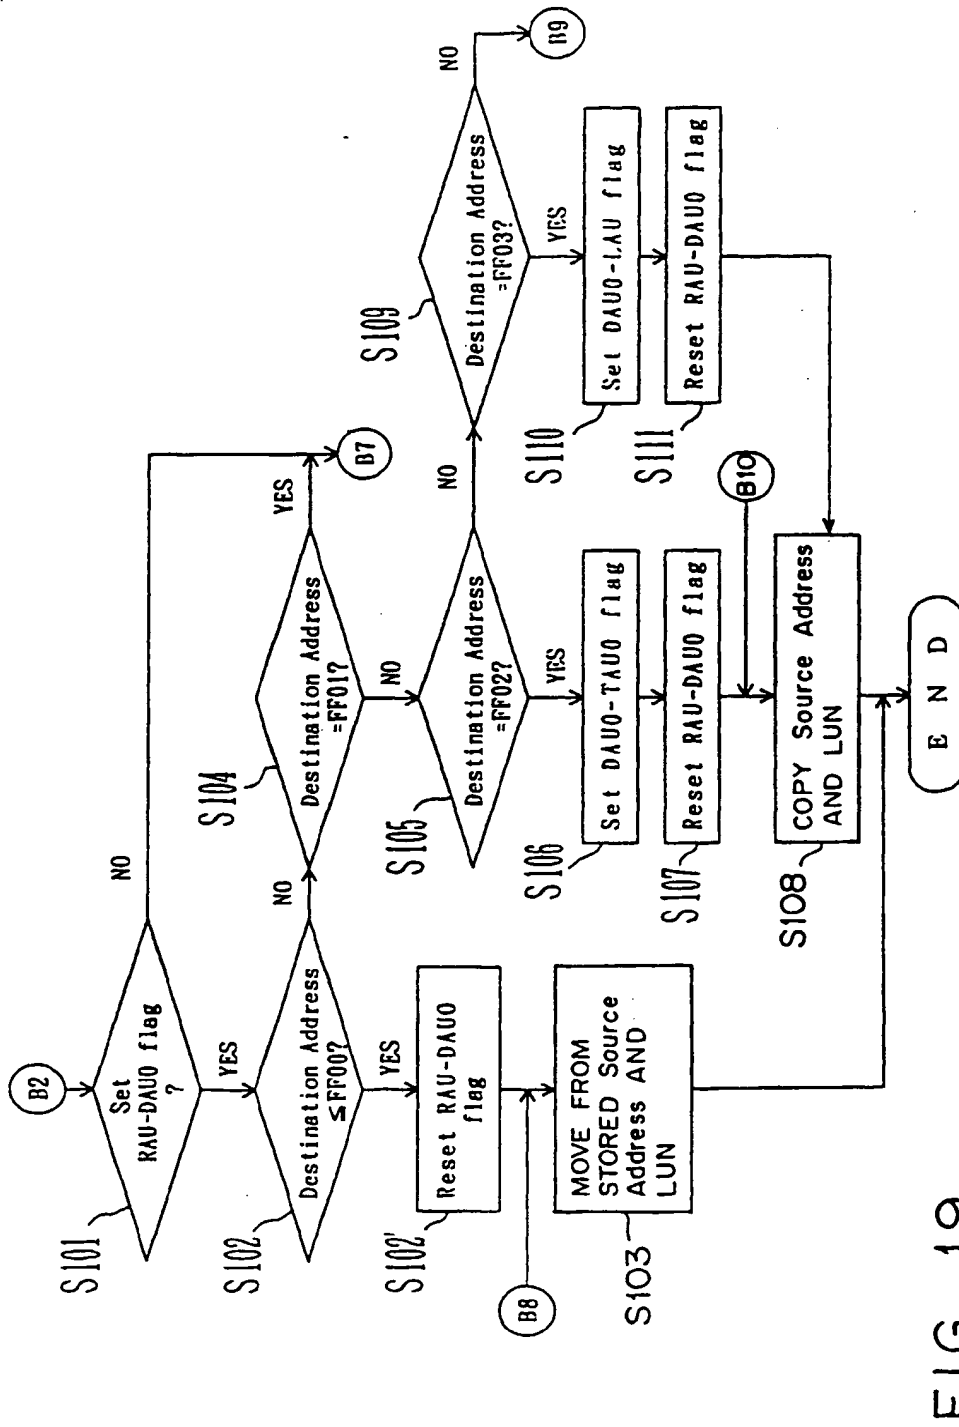 B2
S101
Set
RAU-DAU0 flag
?
NO
YES
S102
Destination Address
≦FF00?
NO
YES
S102'
Reset RAU-DAU0
flag
B8
S103
MOVE FROM
STORED Source
Address AND
LUN
S104
Destination Address
=FF01?
YES
B7
NO
S105
Destination Address
=FF02?
NO
YES
S106
Set DAU0-TAU0 flag
S107
Reset RAU-DAU0 flag
B10
S108
COPY Source Address
AND LUN
S109
Destination Address
=FF03?
NO
B9
YES
S110
Set DAU0-LAU flag
S111
Reset RAU-DAU0 flag
E N D
FIG. 19